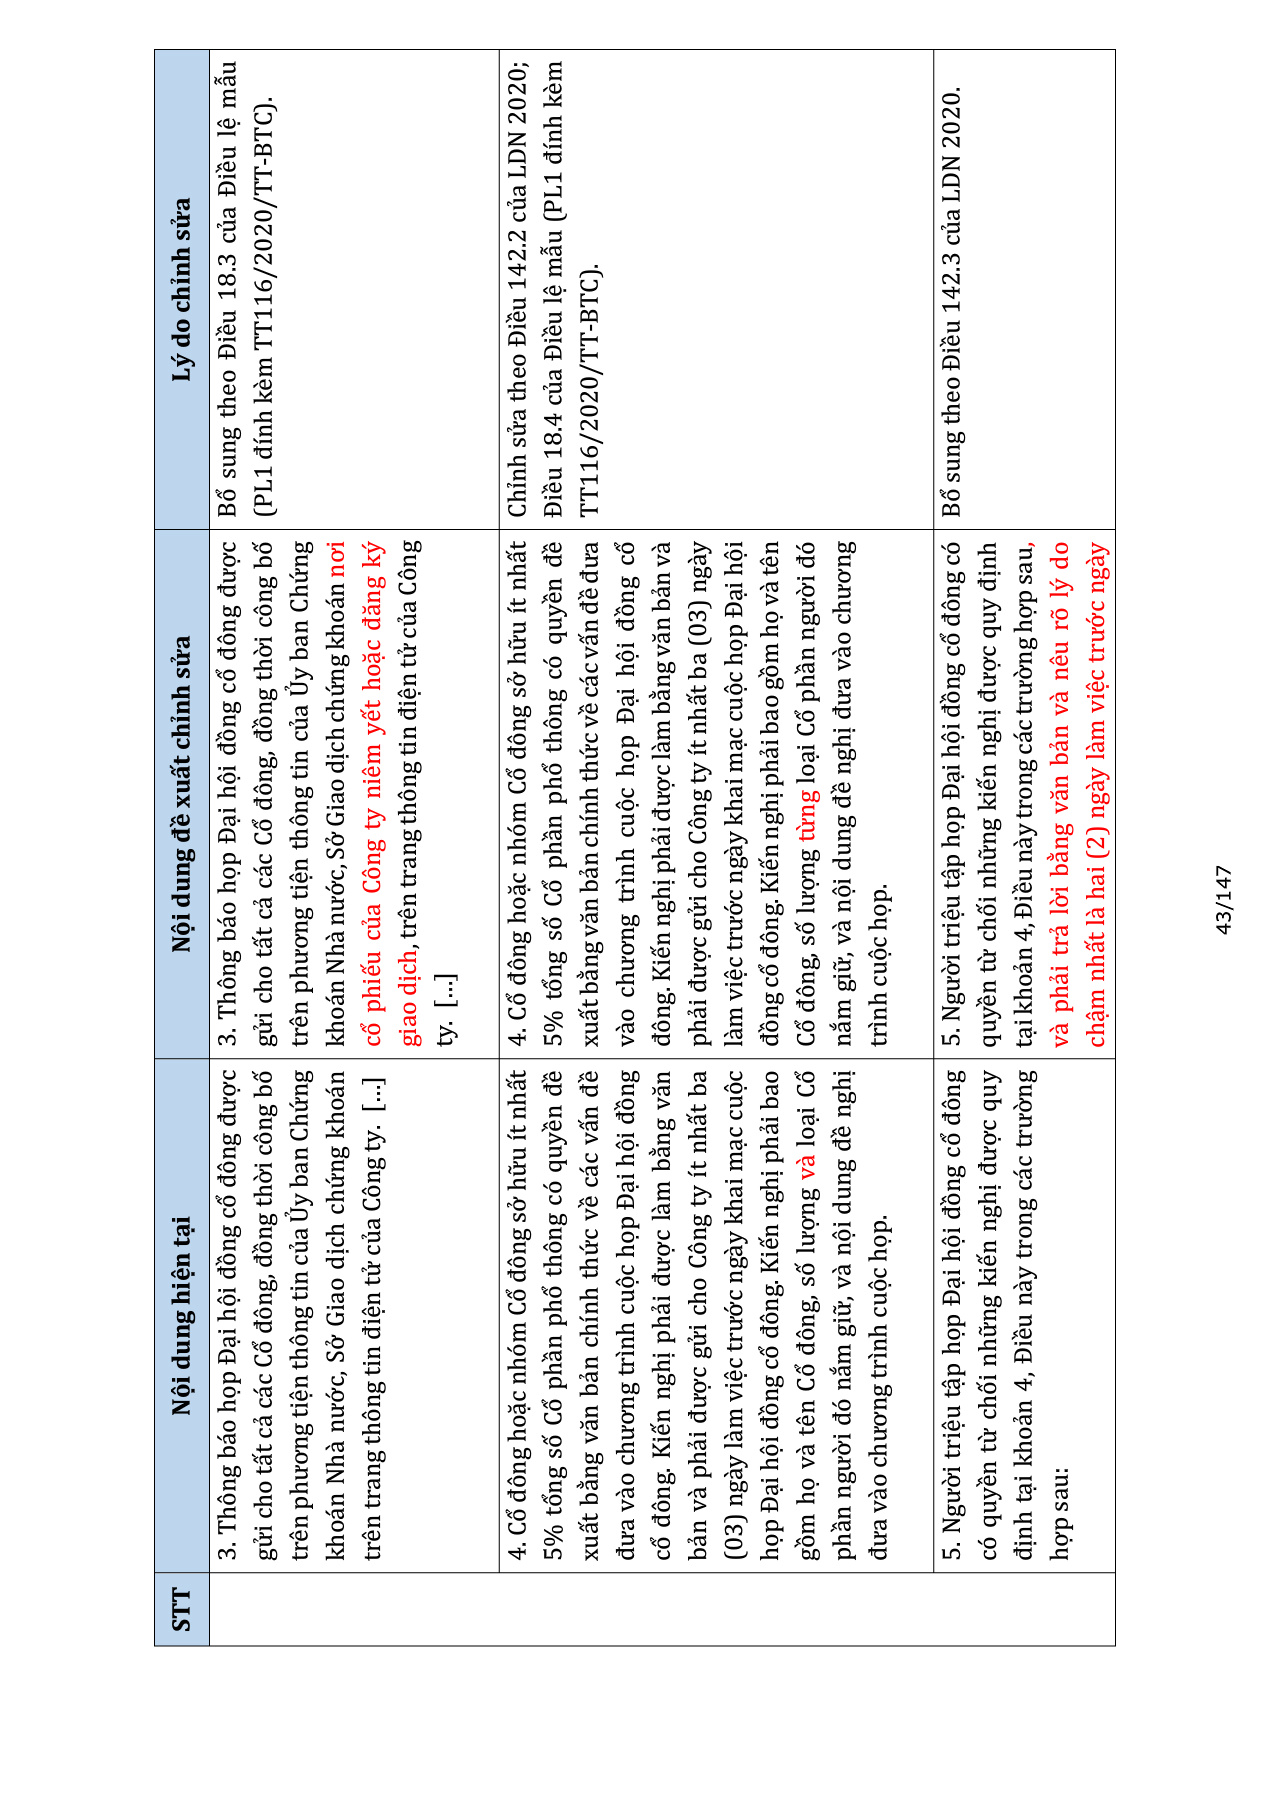 STT
Nội dung hiện tại
Nội dung đề xuất chỉnh sửa
Lý do chỉnh sửa
3. Thông báo họp Đại hội đồng cổ đông được
gửi cho tất cả các Cổ đông, đồng thời công bố
trên phương tiện thông tin của Ủy ban Chứng
khoán Nhà nước, Sở Giao dịch chứng khoán
trên trang thông tin điện tử của Công ty. [...]
3. Thông báo họp Đại hội đồng cổ đông được
gửi cho tất cả các Cổ đông, đồng thời công bố
trên phương tiện thông tin của Ủy ban Chứng
khoán Nhà nước, Sở Giao dịch chứng khoán nơi
cổ phiếu của Công ty niêm yết hoặc đăng ký
giao dịch, trên trang thông tin điện tử của Công
ty. [...]
Bổ sung theo Điều 18.3 của Điều lệ mẫu
(PL1 đính kèm TT116/2020/TT-BTC).
4. Cổ đông hoặc nhóm Cổ đông sở hữu ít nhất
5% tổng số Cổ phần phổ thông có quyền đề
xuất bằng văn bản chính thức về các vấn đề
đưa vào chương trình cuộc họp Đại hội đồng
cổ đông. Kiến nghị phải được làm bằng văn
bản và phải được gửi cho Công ty ít nhất ba
(03) ngày làm việc trước ngày khai mạc cuộc
họp Đại hội đồng cổ đông. Kiến nghị phải bao
gồm họ và tên Cổ đông, số lượng và loại Cổ
phần người đó nắm giữ, và nội dung đề nghị
đưa vào chương trình cuộc họp.
4. Cổ đông hoặc nhóm Cổ đông sở hữu ít nhất
5% tổng số Cổ phần phổ thông có quyền đề
xuất bằng văn bản chính thức về các vấn đề đưa
vào chương trình cuộc họp Đại hội đồng cổ
đông. Kiến nghị phải được làm bằng văn bản và
phải được gửi cho Công ty ít nhất ba (03) ngày
làm việc trước ngày khai mạc cuộc họp Đại hội
đồng cổ đông. Kiến nghị phải bao gồm họ và tên
Cổ đông, số lượng từng loại Cổ phần người đó
nắm giữ, và nội dung đề nghị đưa vào chương
trình cuộc họp.
Chỉnh sửa theo Điều 142.2 của LDN 2020;
Điều 18.4 của Điều lệ mẫu (PL1 đính kèm
TT116/2020/TT-BTC).
5. Người triệu tập họp Đại hội đồng cổ đông
có quyền từ chối những kiến nghị được quy
định tại khoản 4, Điều này trong các trường
hợp sau:
5. Người triệu tập họp Đại hội đồng cổ đông có
quyền từ chối những kiến nghị được quy định
tại khoản 4, Điều này trong các trường hợp sau,
và phải trả lời bằng văn bản và nêu rõ lý do
chậm nhất là hai (2) ngày làm việc trước ngày
Bổ sung theo Điều 142.3 của LDN 2020.
43/147